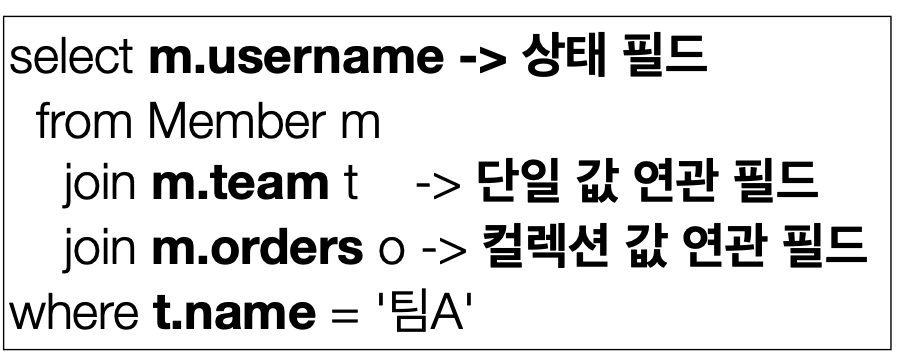 select m.username -> 상태 필드
from Member m
join m.team t -> 단일 값 연관 필드
join m.orders o -> 컬렉션 값 연관 필드
where t.name = '팀A'